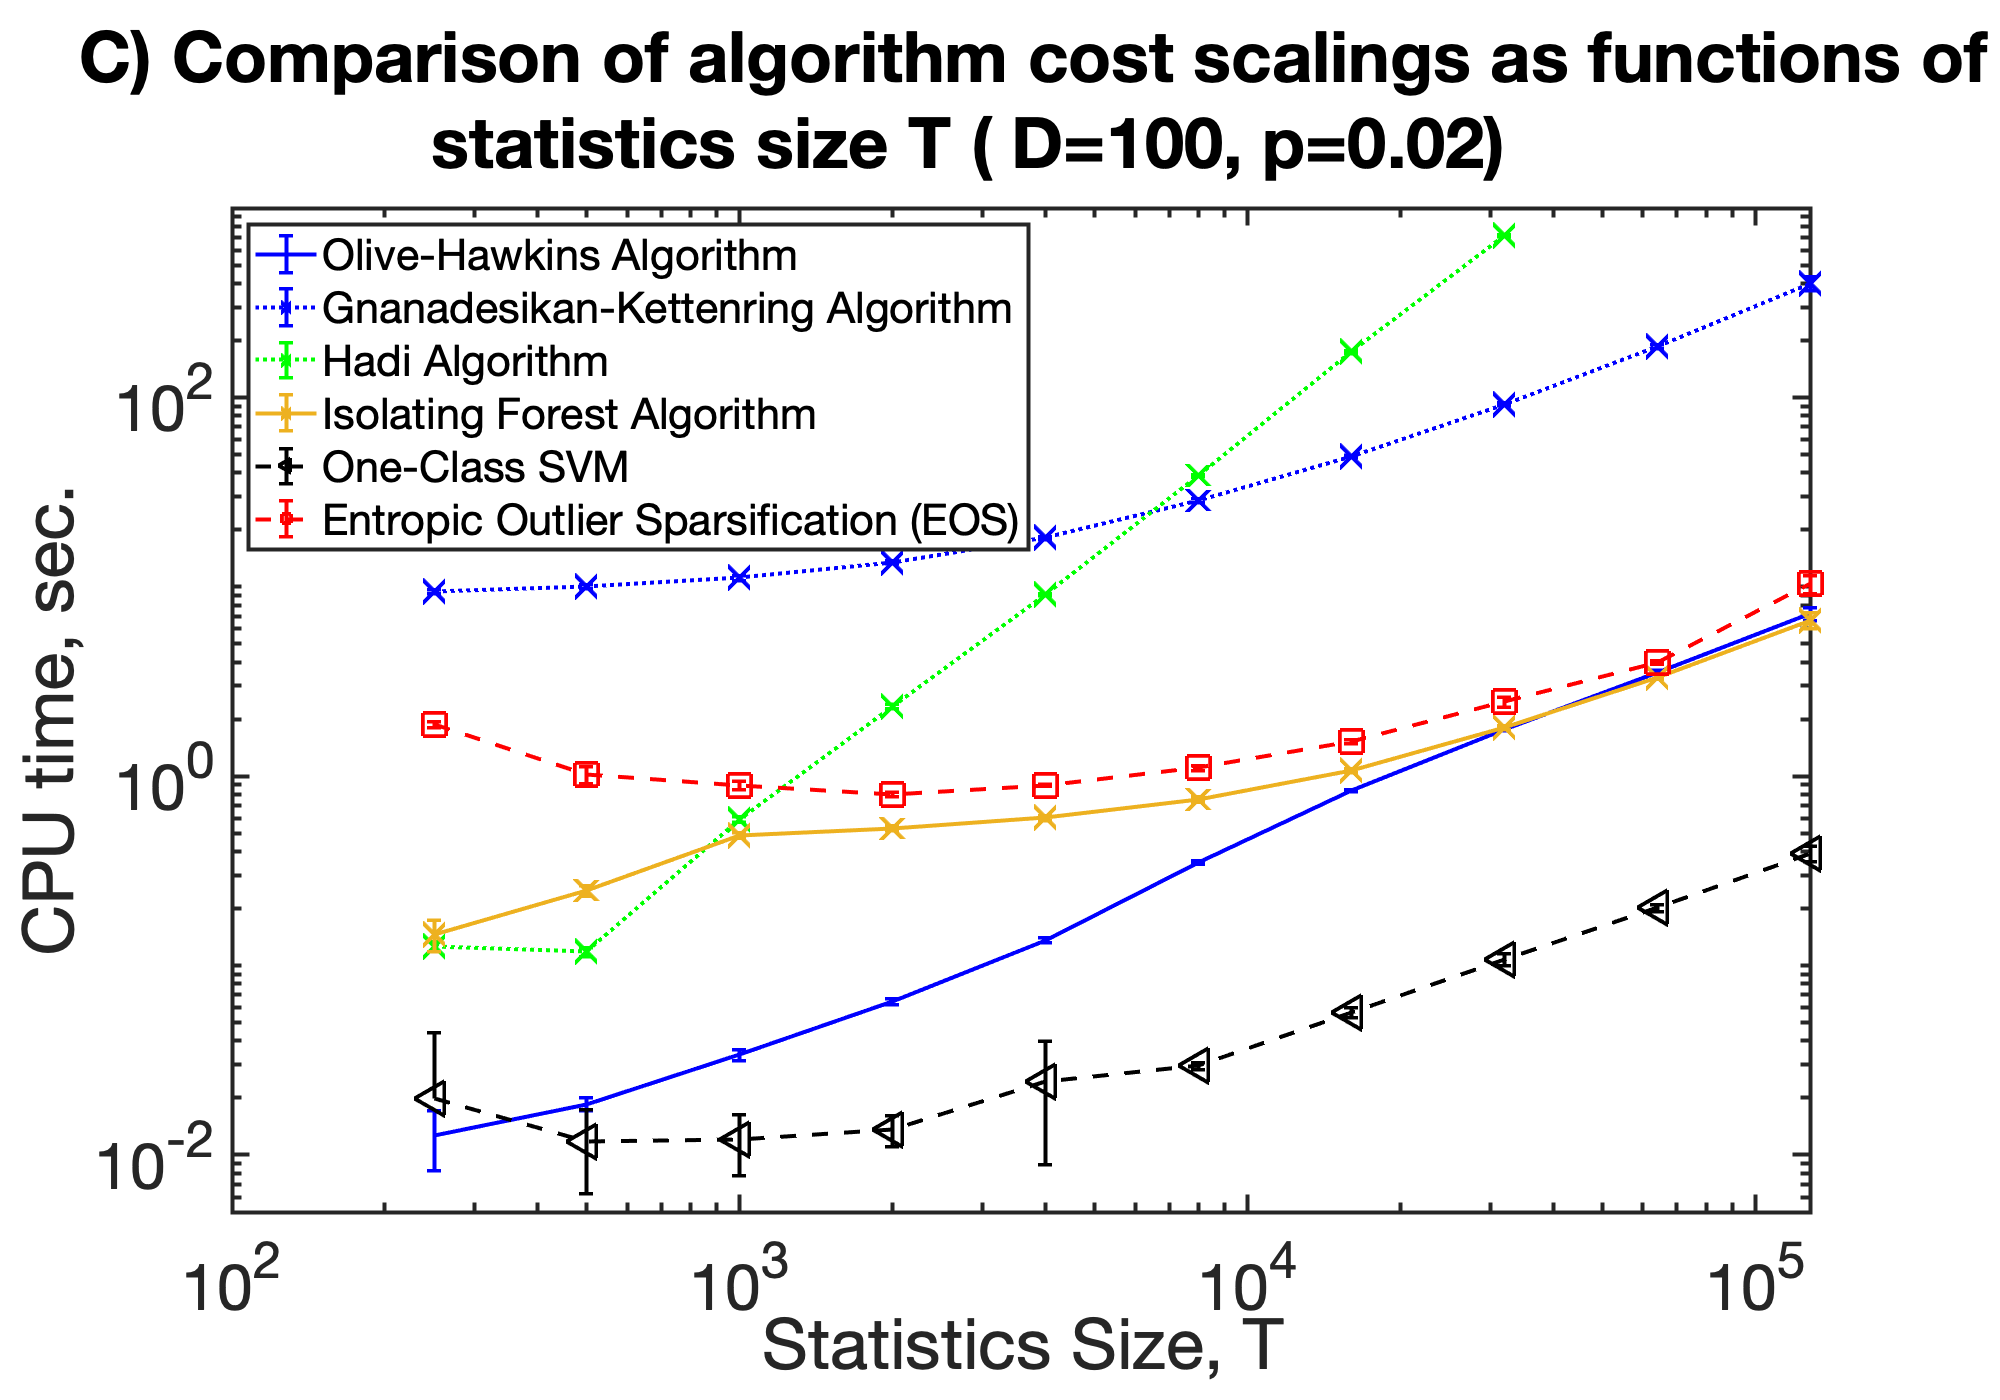 C) Comparison of algorithm cost scalings as functions of
statistics size T ( D=100, p=0.02)
Olive-Hawkins Algorithm
Gnanadesikan-Kettenring Algorithm
Hadi Algorithm
Isolating Forest Algorithm
One-Class SVM
Entropic Outlier Sparsification (EOS)
CPU time, sec.
10^2
10^0
10^-2
10^2 10^3 10^4 10^5
Statistics Size, T